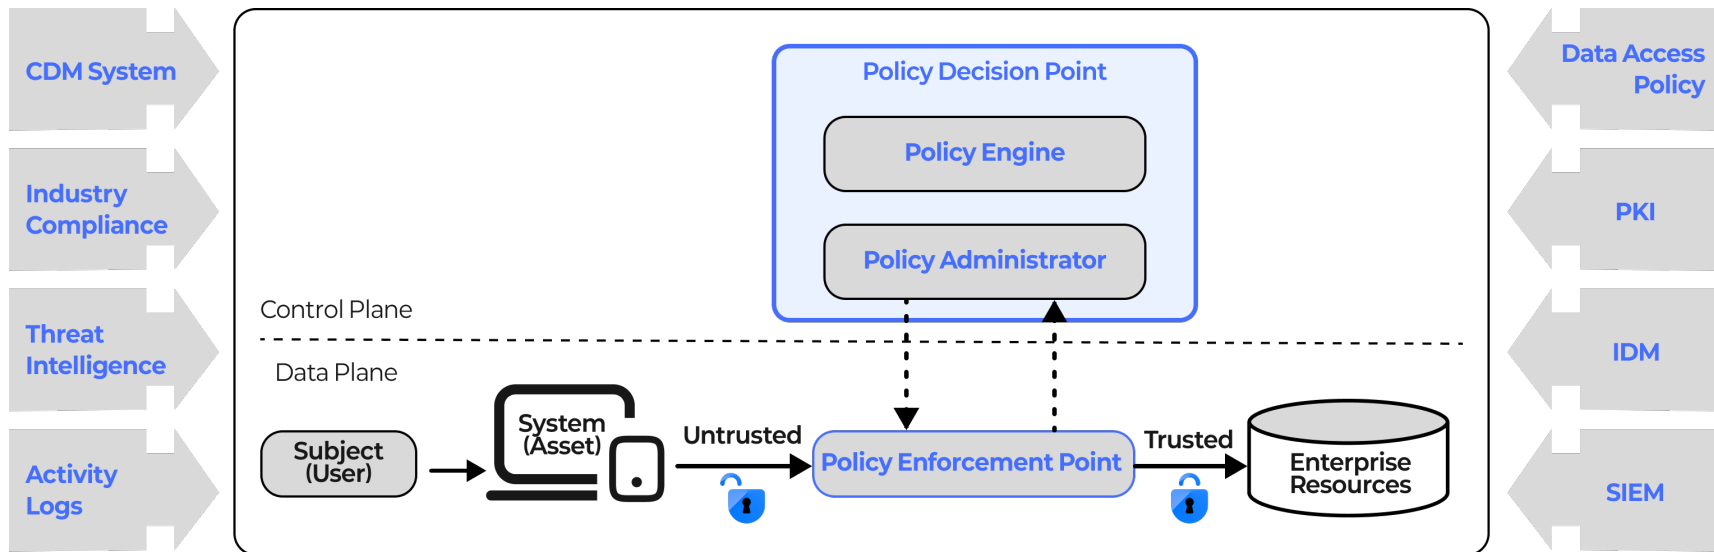 CDM System
Industry
Compliance
Threat
Intelligence
Activity
Logs
Policy Decision Point
Policy Engine
Policy Administrator
Control Plane
Data Plane
Subject
(User)
System
(Asset)
Untrusted
Policy Enforcement Point
Trusted
Enterprise
Resources
Data Access
Policy
PKI
IDM
SIEM